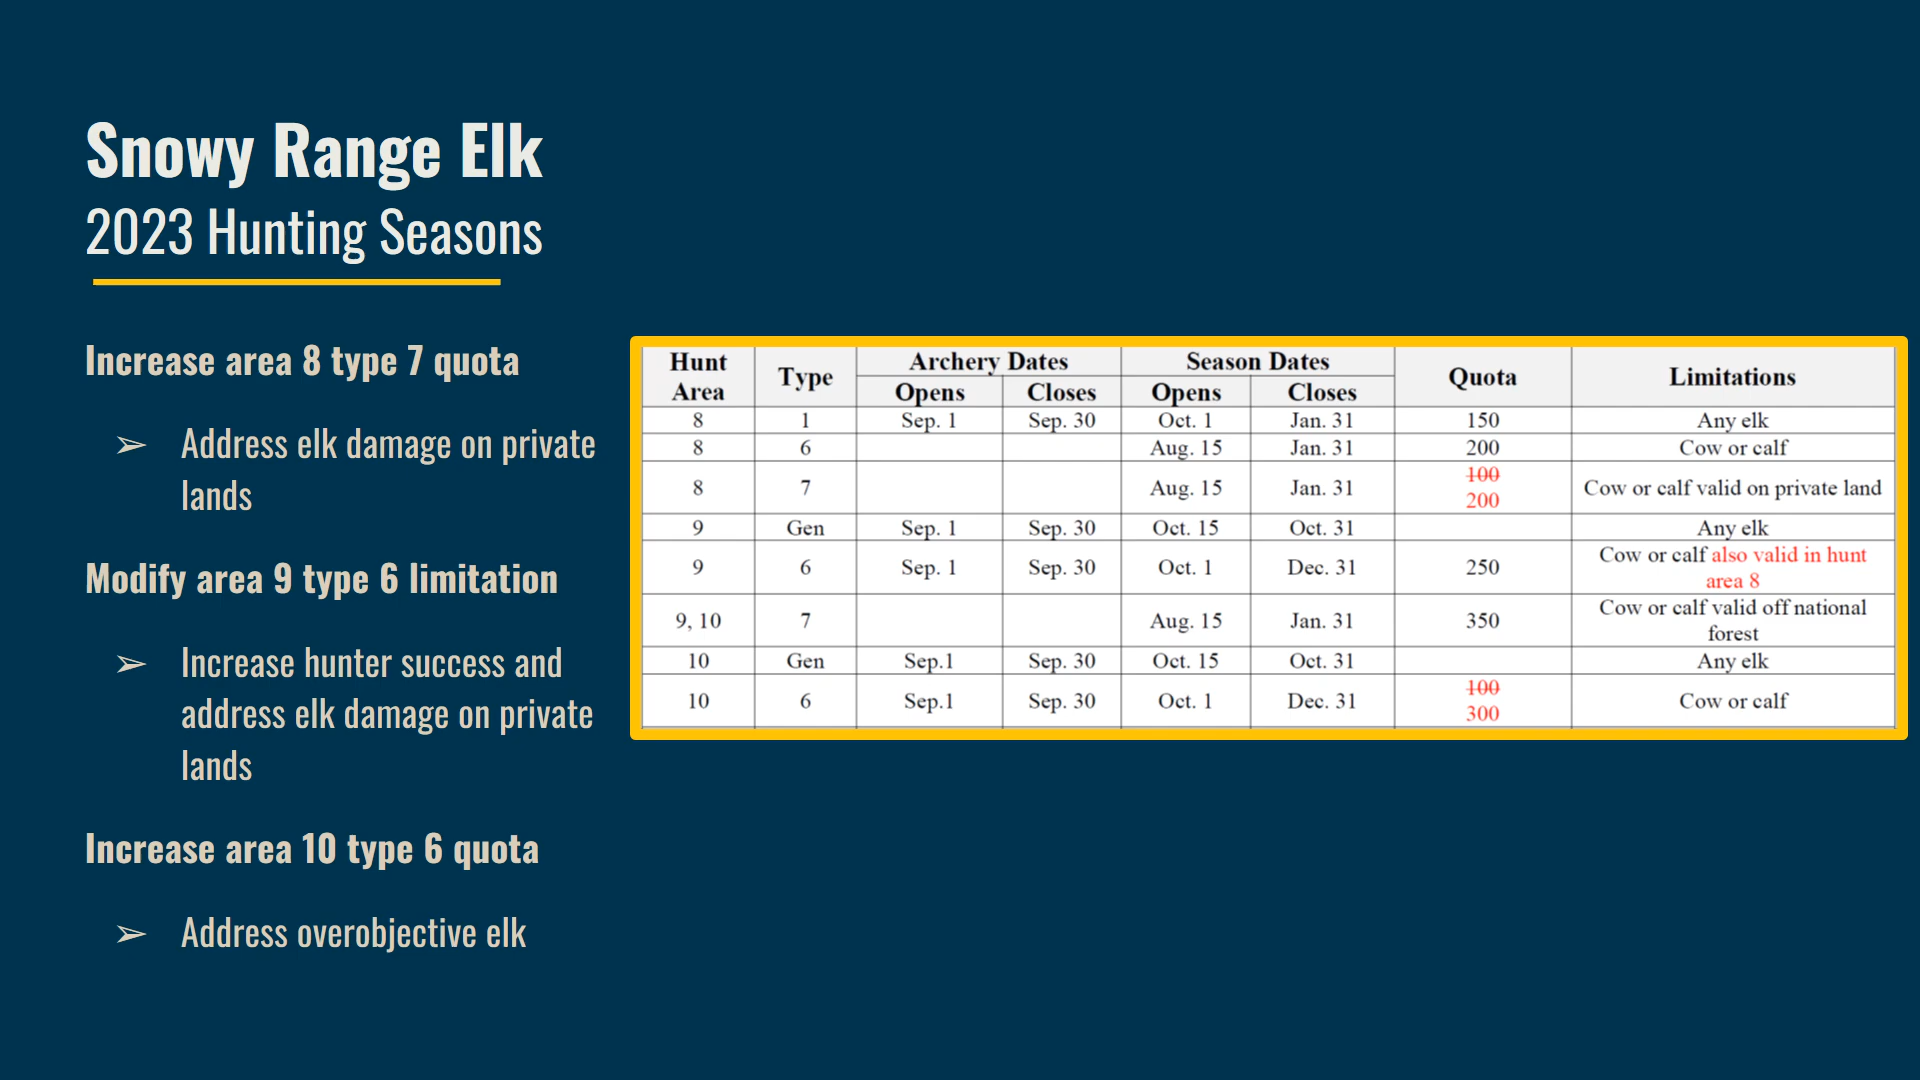 Snowy Range Elk
2023 Hunting Seasons
Increase area 8 type 7 quota
➢ Address elk damage on private
lands
Modify area 9 type 6 limitation
➢ Increase hunter success and
address elk damage on private
lands
Increase area 10 type 6 quota
➢ Address overobjective elk
Hunt Area Type Archery Dates Season Dates Quota Limitations
Opens Closes Opens Closes
8 1 Sep. 1 Sep. 30 Oct. 1 Jan. 31 150 Any elk
8 6 Aug. 15 Jan. 31 200 Cow or calf
8 7 Aug. 15 Jan. 31 100 200 Cow or calf valid on private land
9 Gen Sep. 1 Sep. 30 Oct. 15 Oct. 31 Any elk
9 6 Sep. 1 Sep. 30 Oct. 1 Dec. 31 250 Cow or calf also valid in hunt
area 8
9, 10 7 Aug. 15 Jan. 31 350 Cow or calf valid off national
forest
10 Gen Sep.1 Sep. 30 Oct. 15 Oct. 31 Any elk
10 6 Sep.1 Sep. 30 Oct. 1 Dec. 31 100 300 Cow or calf